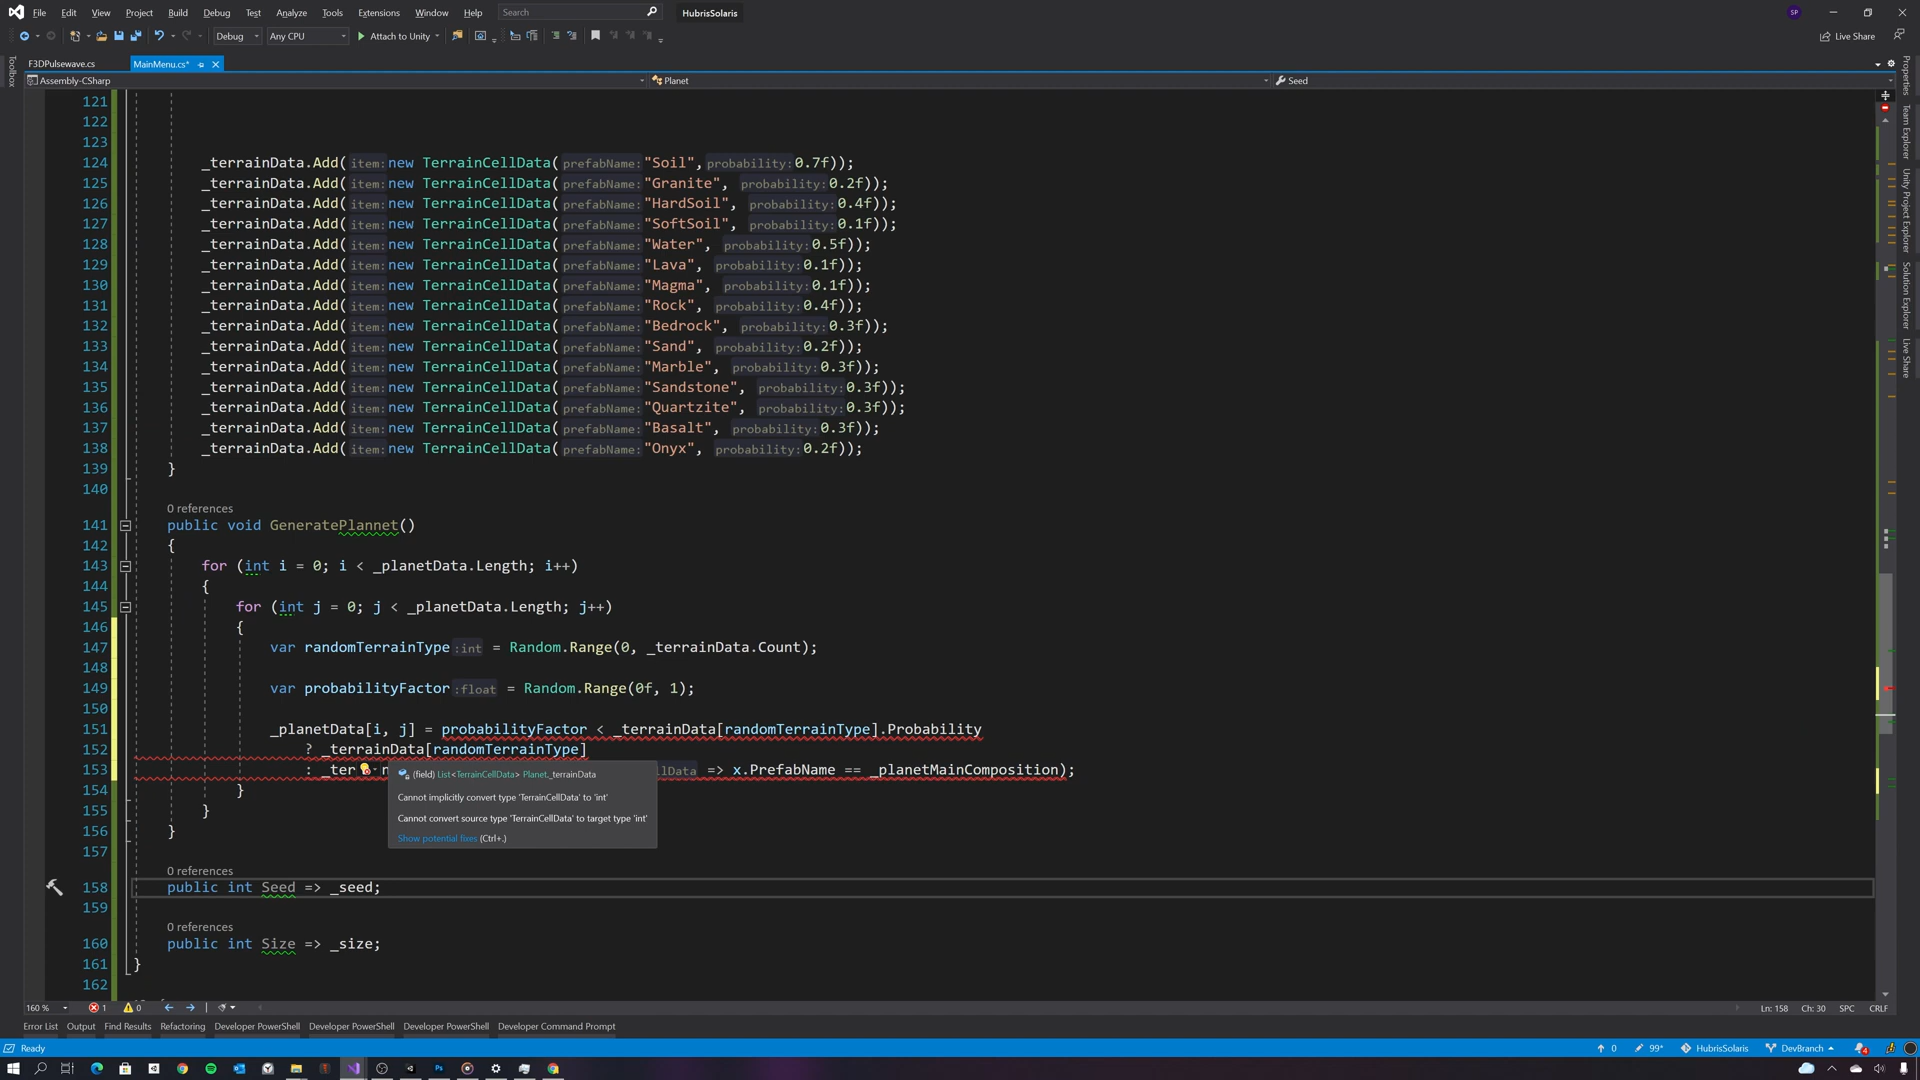 File Edit View Project Build Debug Test Analyze Tools Extensions Window Help Search HubrisSolaris SP
Debug Any CPU Attach to Unity Live Share
F3DPulsewave.cs MainMenu.cs*
Assembly-CSharp Planet Seed
121
122
123
124 _terrainData.Add(item:new TerrainCellData(prefabName:"Soil",probability:0.7f));
125 _terrainData.Add(item:new TerrainCellData(prefabName:"Granite", probability:0.2f));
126 _terrainData.Add(item:new TerrainCellData(prefabName:"HardSoil", probability:0.4f));
127 _terrainData.Add(item:new TerrainCellData(prefabName:"SoftSoil", probability:0.1f));
128 _terrainData.Add(item:new TerrainCellData(prefabName:"Water", probability:0.5f));
129 _terrainData.Add(item:new TerrainCellData(prefabName:"Lava", probability:0.1f));
130 _terrainData.Add(item:new TerrainCellData(prefabName:"Magma", probability:0.1f));
131 _terrainData.Add(item:new TerrainCellData(prefabName:"Rock", probability:0.4f));
132 _terrainData.Add(item:new TerrainCellData(prefabName:"Bedrock", probability:0.3f));
133 _terrainData.Add(item:new TerrainCellData(prefabName:"Sand", probability:0.2f));
134 _terrainData.Add(item:new TerrainCellData(prefabName:"Marble", probability:0.3f));
135 _terrainData.Add(item:new TerrainCellData(prefabName:"Sandstone", probability:0.3f));
136 _terrainData.Add(item:new TerrainCellData(prefabName:"Quartzite", probability:0.3f));
137 _terrainData.Add(item:new TerrainCellData(prefabName:"Basalt", probability:0.3f));
138 _terrainData.Add(item:new TerrainCellData(prefabName:"Onyx", probability:0.2f));
139 }
140
0 references
141 public void GeneratePlannet()
142 {
143 for (int i = 0; i < _planetData.Length; i++)
144 {
145 for (int j = 0; j < _planetData.Length; j++)
146 {
147 var randomTerrainType:int = Random.Range(0, _terrainData.Count);
148
149 var probabilityFactor:float = Random.Range(0f, 1);
150
151 _planetData[i, j] = probabilityFactor < _terrainData[randomTerrainType].Probability
152 ? _terrainData[randomTerrainType]
153 : _ter llData => x.PrefabName == _planetMainComposition);
(field) List<TerrainCellData> Planet._terrainData
Cannot implicitly convert type 'TerrainCellData' to 'int'
Cannot convert source type 'TerrainCellData' to target type 'int'
Show potential fixes (Ctrl+.)
154 }
155 }
156 }
157
0 references
158 public int Seed => _seed;
159
0 references
160 public int Size => _size;
161 }
162
160 % 1 0 Ln: 158 Ch: 30 SPC CRLF
Error List Output Find Results Refactoring Developer PowerShell Developer PowerShell Developer PowerShell Developer Command Prompt
Ready 0 99* HubrisSolaris DevBranch 4
Toolbox
Properties
Team Explorer
Unity Project Explorer
Solution Explorer
Live Share